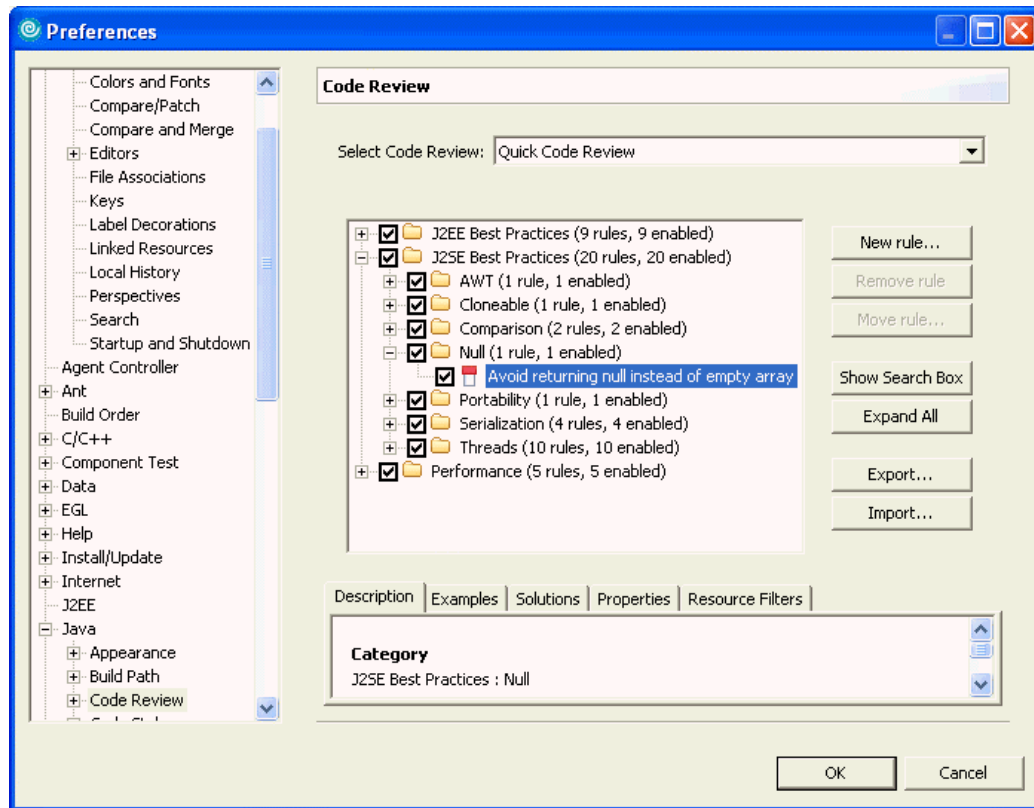 Preferences
Colors and Fonts
Compare/Patch
Compare and Merge
Editors
File Associations
Keys
Label Decorations
Linked Resources
Local History
Perspectives
Search
Startup and Shutdown
Agent Controller
Ant
Build Order
C/C++
Component Test
Data
EGL
Help
Install/Update
Internet
J2EE
Java
Appearance
Build Path
Code Review
Code Review
Select Code Review: Quick Code Review
J2EE Best Practices (9 rules, 9 enabled)
J2SE Best Practices (20 rules, 20 enabled)
AWT (1 rule, 1 enabled)
Cloneable (1 rule, 1 enabled)
Comparison (2 rules, 2 enabled)
Null (1 rule, 1 enabled)
Avoid returning null instead of empty array
Portability (1 rule, 1 enabled)
Serialization (4 rules, 4 enabled)
Threads (10 rules, 10 enabled)
Performance (5 rules, 5 enabled)
New rule...
Remove rule
Move rule...
Show Search Box
Expand All
Export...
Import...
Description Examples Solutions Properties Resource Filters
Category
J2SE Best Practices : Null
OK Cancel